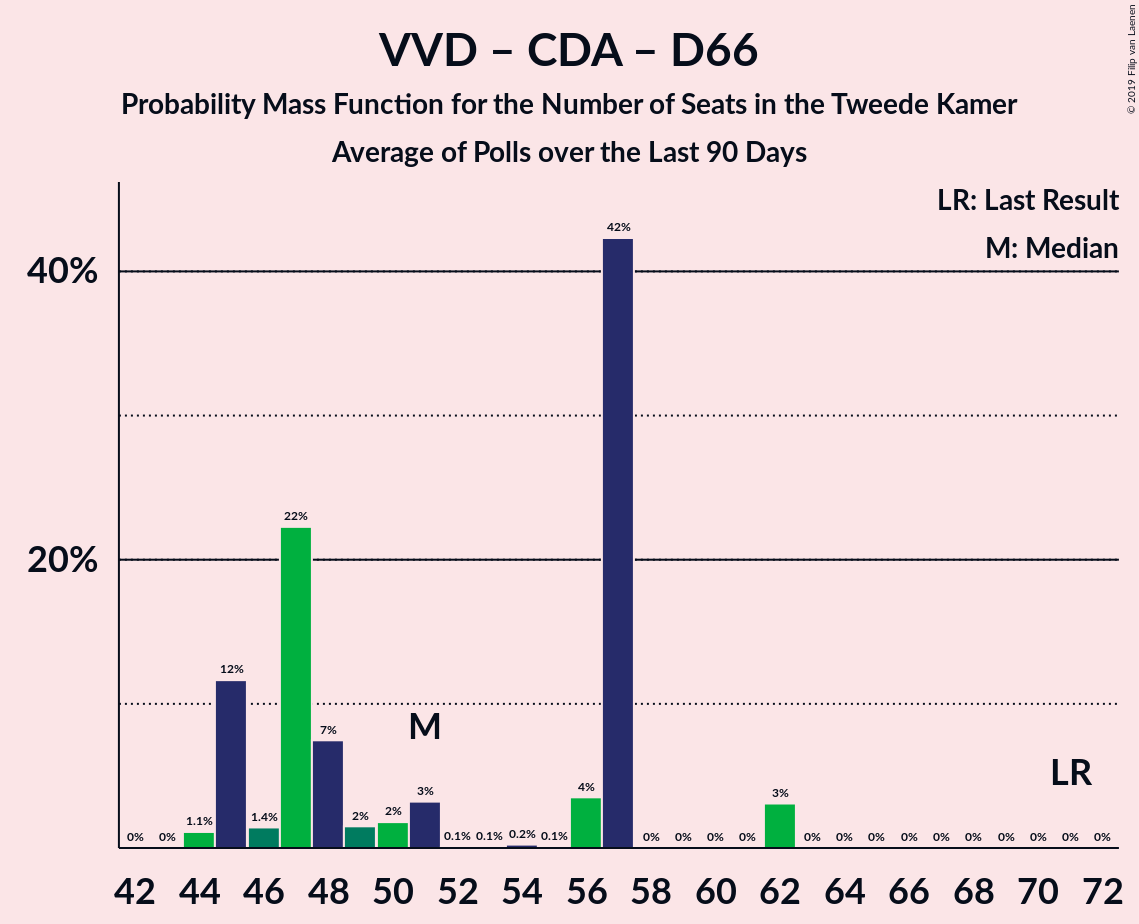 VVD – CDA – D66
Probability Mass Function for the Number of Seats in the Tweede Kamer
Average of Polls over the Last 90 Days
© 2019 Filip van Laenen
LR: Last Result
M: Median
40%
20%
0% 0% 1.1% 12% 1.4% 22% 7% 2% 2% 3% 0.1% 0.1% 0.2% 0.1% 4% 42% 0% 0% 0% 0% 3% 0% 0% 0% 0% 0% 0% 0% 0% 0% 0%
M
LR
42 44 46 48 50 52 54 56 58 60 62 64 66 68 70 72